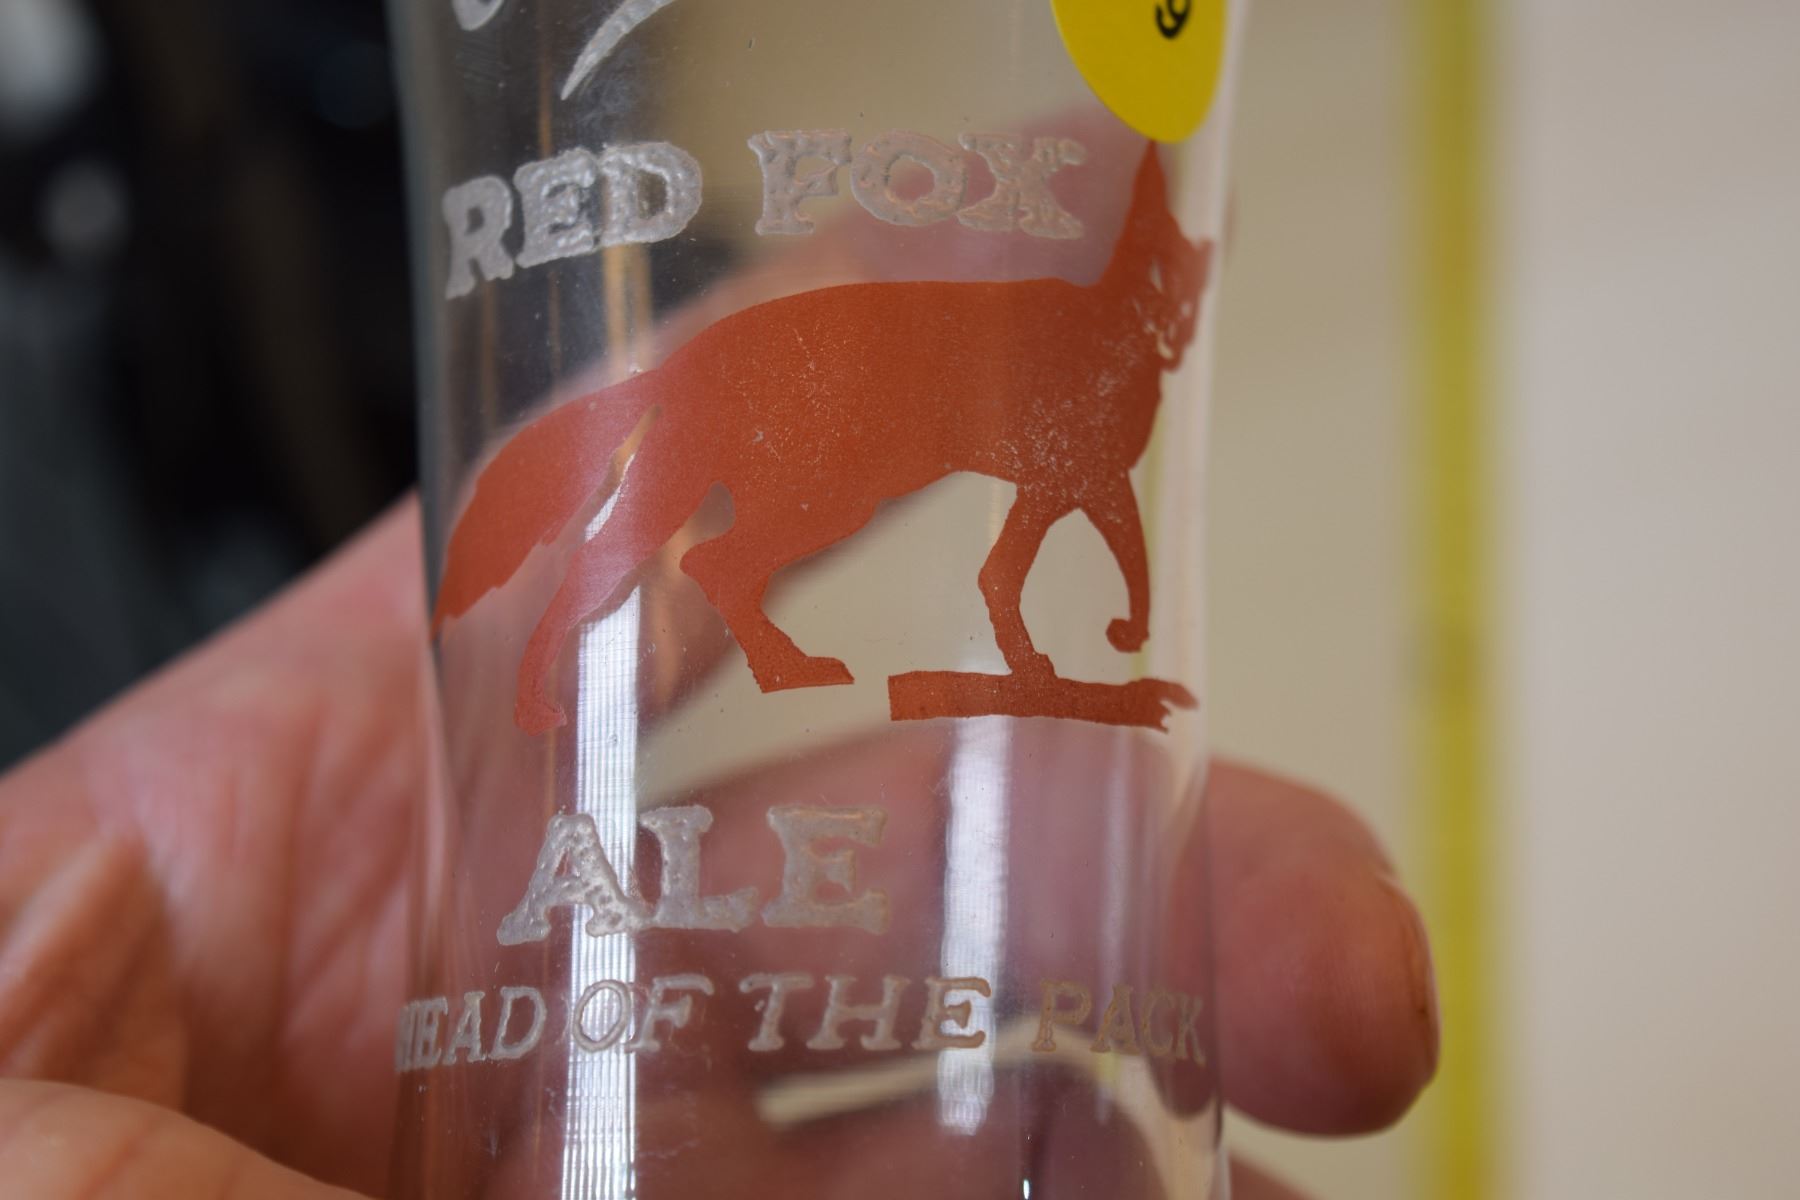 RED FOX
ALE
HEAD OF THE PACK